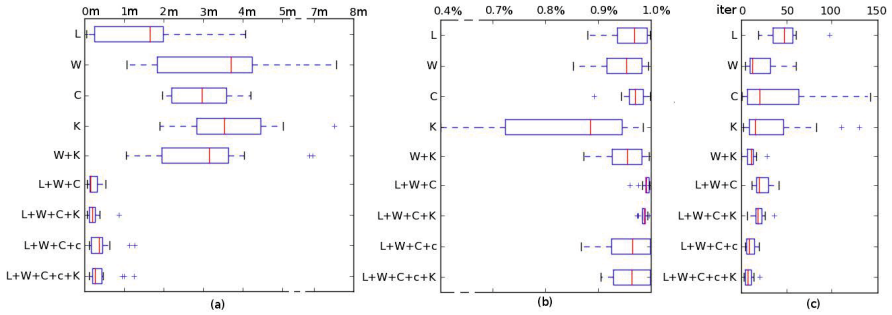 0m 1m 2m 3m 4m 5m 7m 8m
L
W
C
K
W+K
L+W+C
L+W+C+K
L+W+C+c
L+W+C+c+K
(a)
0.4% 0.7% 0.8% 0.9% 1.0%
L
W
C
K
W+K
L+W+C
L+W+C+K
L+W+C+c
L+W+C+c+K
(b)
iter 0 50 100 150
L
W
C
K
W+K
L+W+C
L+W+C+K
L+W+C+c
L+W+C+c+K
(c)